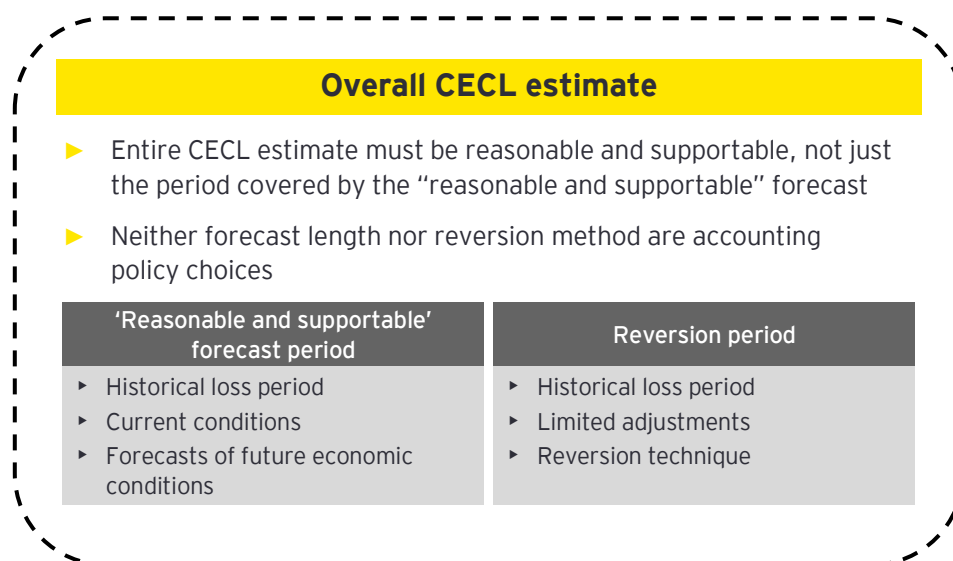 Overall CECL estimate
► Entire CECL estimate must be reasonable and supportable, not just
the period covered by the “reasonable and supportable” forecast
► Neither forecast length nor reversion method are accounting
policy choices
‘Reasonable and supportable’
forecast period
▸ Historical loss period
▸ Current conditions
▸ Forecasts of future economic
conditions
Reversion period
▸ Historical loss period
▸ Limited adjustments
▸ Reversion technique